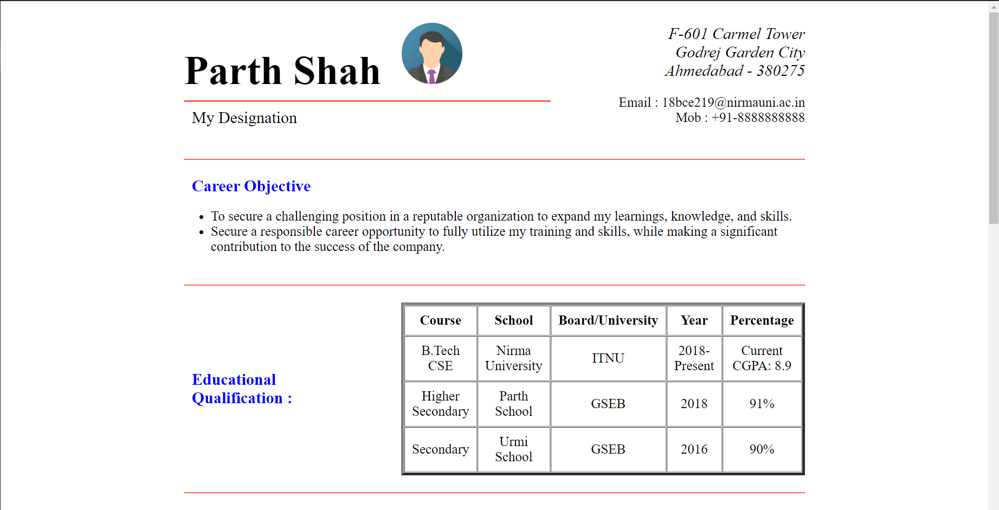 Parth Shah
My Designation
F-601 Carmel Tower
Godrej Garden City
Ahmedabad - 380275
Email : 18bce219@nirmauni.ac.in
Mob : +91-8888888888
Career Objective
• To secure a challenging position in a reputable organization to expand my learnings, knowledge, and skills.
• Secure a responsible career opportunity to fully utilize my training and skills, while making a significant
contribution to the success of the company.
Educational
Qualification :
Course School Board/University Year Percentage
B.Tech Nirma ITNU 2018- Current
CSE University Present CGPA: 8.9
Higher Parth GSEB 2018 91%
Secondary School
Secondary Urmi GSEB 2016 90%
School